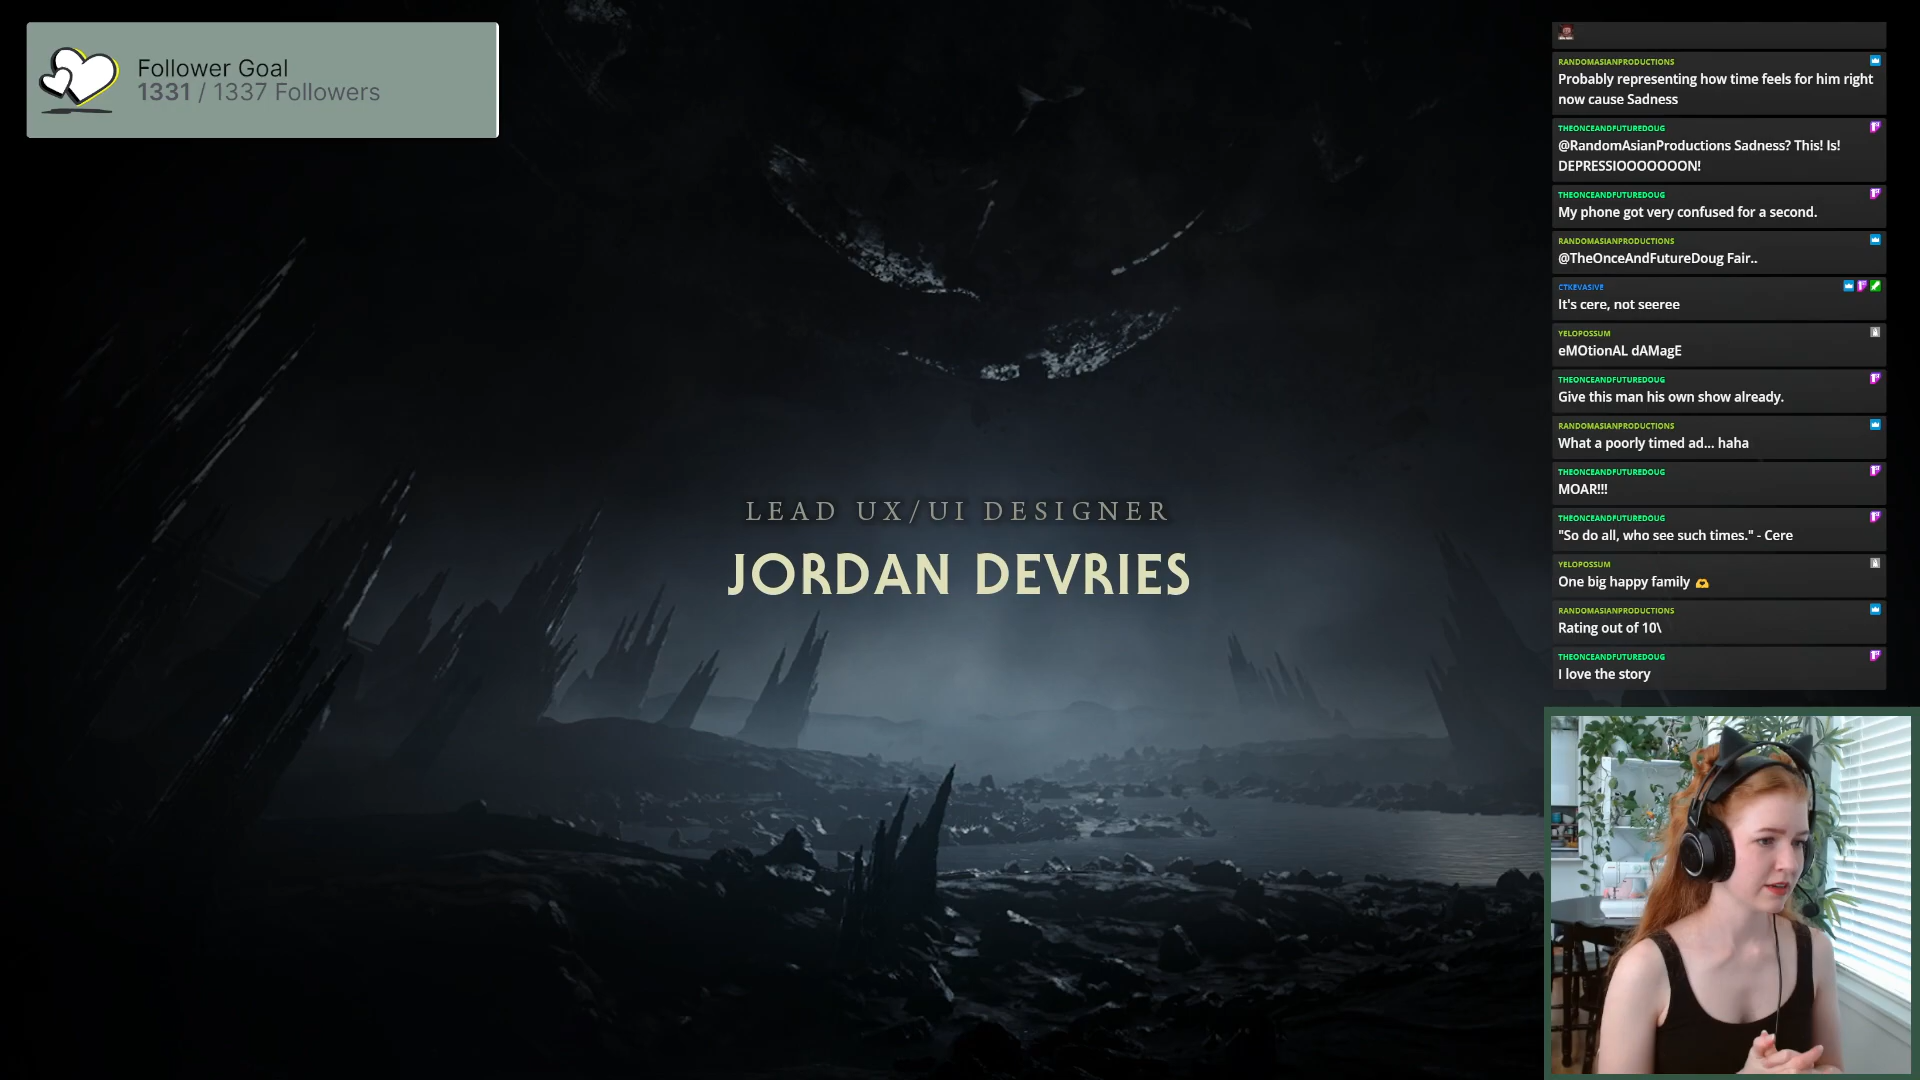 Follower Goal
1331 / 1337 Followers
LEAD UX/UI DESIGNER
JORDAN DEVRIES
RANDOMASIANPRODUCTIONS
Probably representing how time feels for him right
now cause Sadness
THEONCEANDFUTUREDOUG
@RandomAsianProductions Sadness? This! Is!
DEPRESSIOOOOOOON!
THEONCEANDFUTUREDOUG
My phone got very confused for a second.
RANDOMASIANPRODUCTIONS
@TheOnceAndFutureDoug Fair..
CTKEVASIVE
It's cere, not seeree
YELOPOSSUM
eMOtionAL dAMagE
THEONCEANDFUTUREDOUG
Give this man his own show already.
RANDOMASIANPRODUCTIONS
What a poorly timed ad... haha
THEONCEANDFUTUREDOUG
MOAR!!!
THEONCEANDFUTUREDOUG
"So do all, who see such times." - Cere
YELOPOSSUM
One big happy family 🫶
RANDOMASIANPRODUCTIONS
Rating out of 10\
THEONCEANDFUTUREDOUG
I love the story